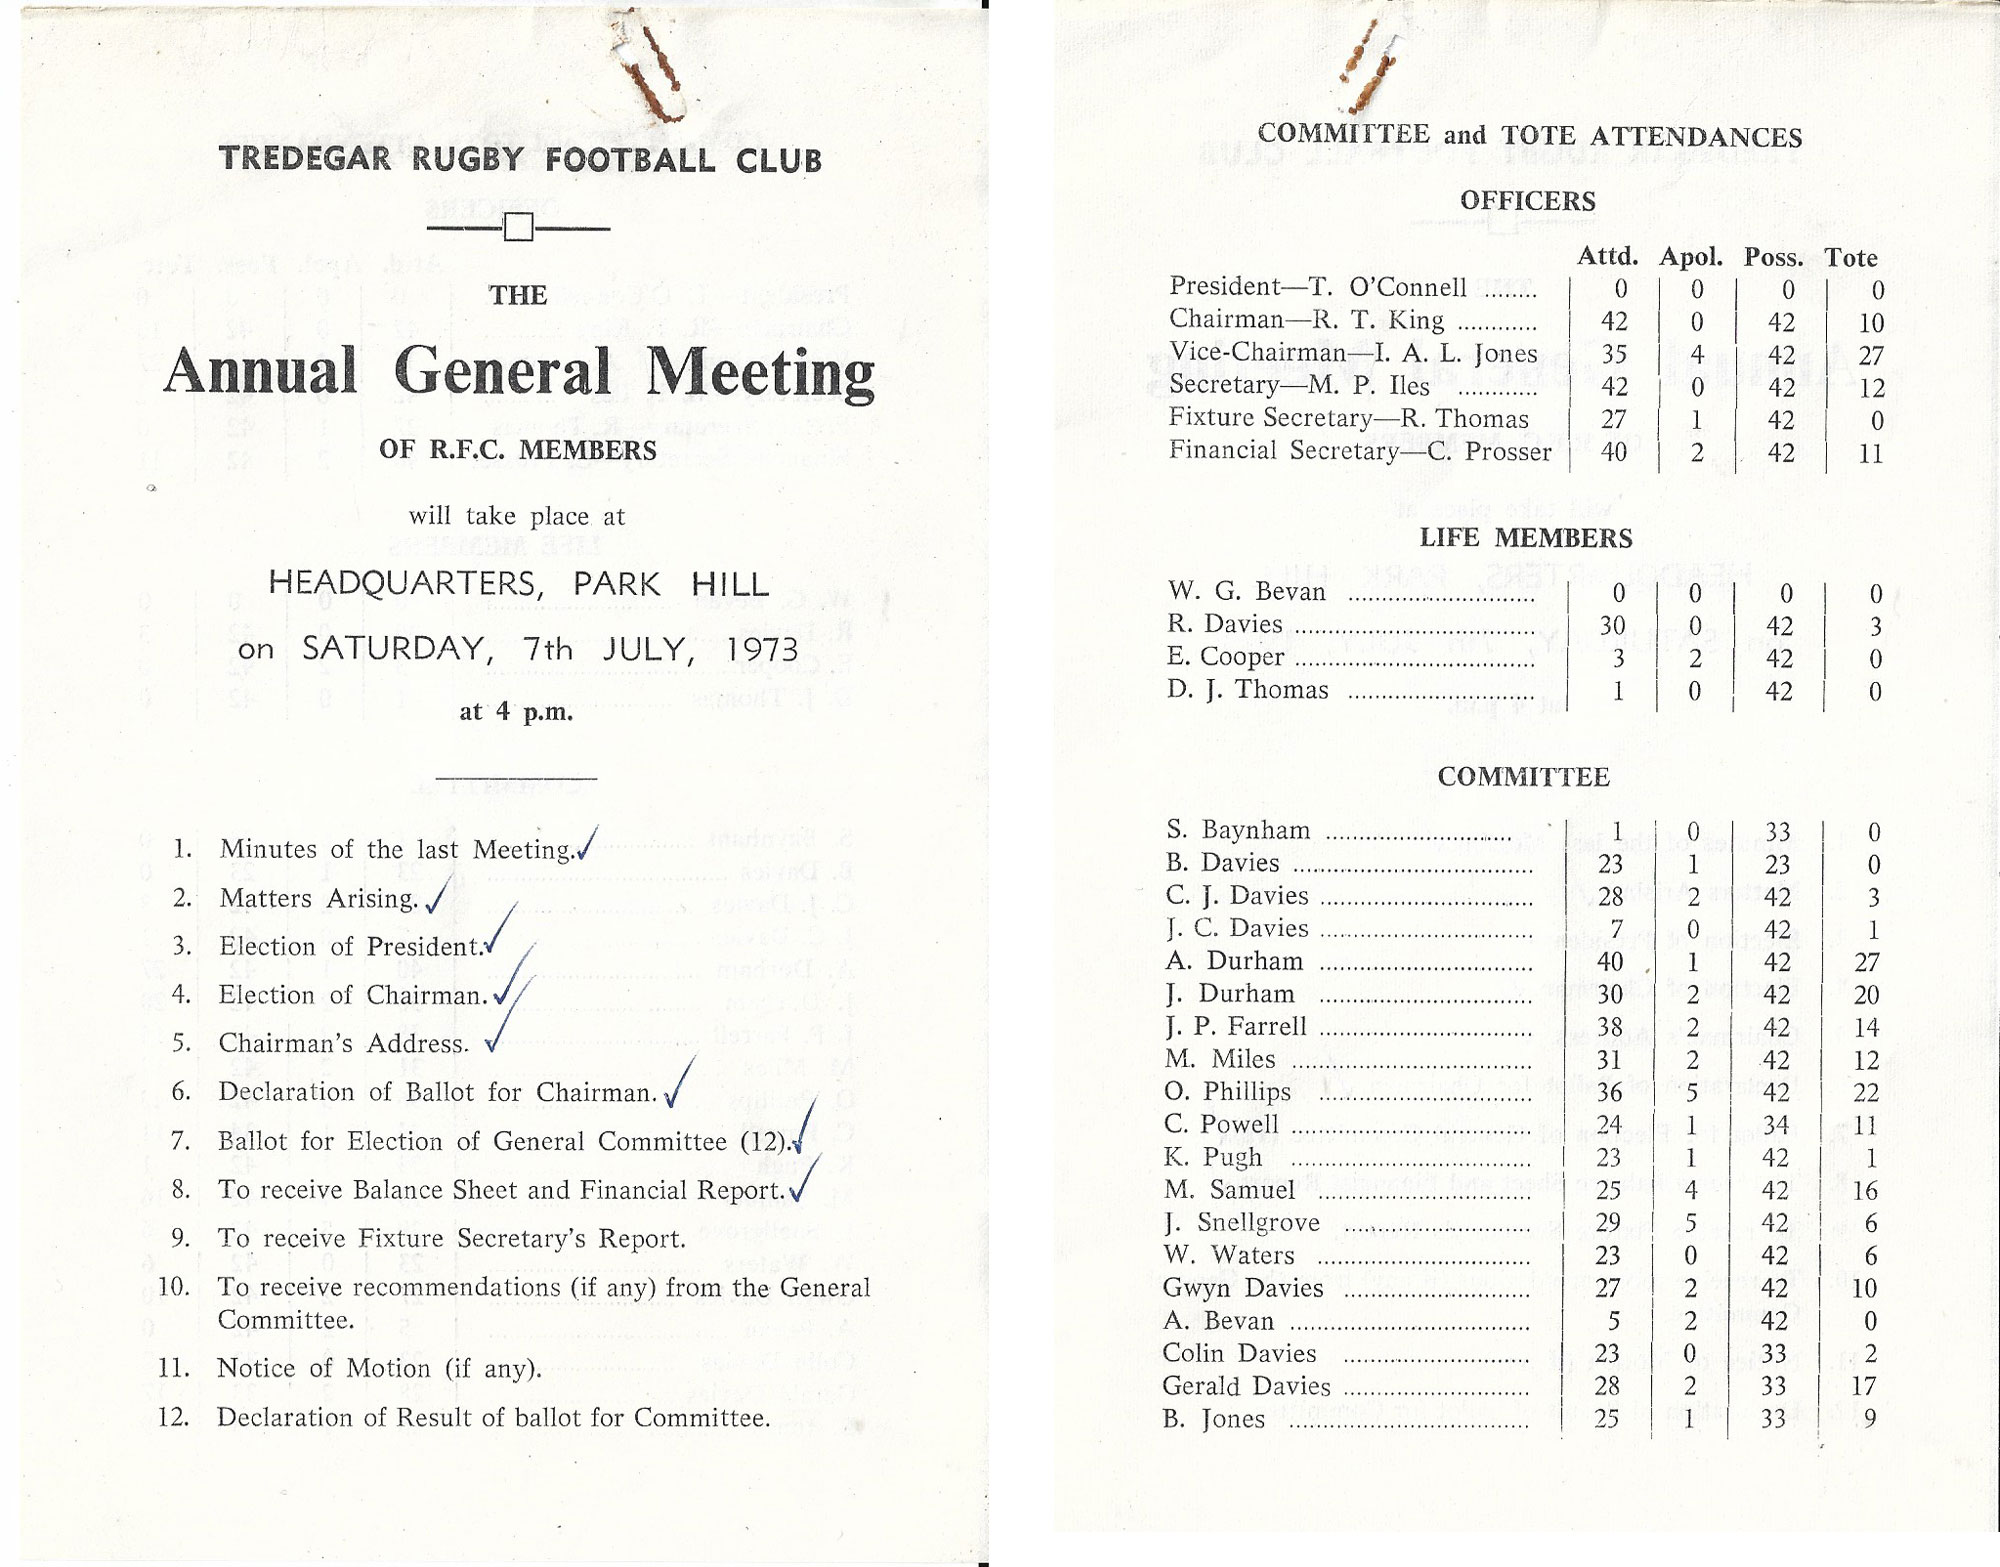 TREDEGAR RUGBY FOOTBALL CLUB
THE
Annual General Meeting
OF R.F.C. MEMBERS
will take place at
HEADQUARTERS, PARK HILL
on SATURDAY, 7th JULY, 1973
at 4 p.m.
1. Minutes of the last Meeting.
2. Matters Arising.
3. Election of President.
4. Election of Chairman.
5. Chairman's Address.
6. Declaration of Ballot for Chairman.
7. Ballot for Election of General Committee (12).
8. To receive Balance Sheet and Financial Report.
9. To receive Fixture Secretary's Report.
10. To receive recommendations (if any) from the General
Committee.
11. Notice of Motion (if any).
12. Declaration of Result of ballot for Committee.
COMMITTEE and TOTE ATTENDANCES
OFFICERS
Attd. Apol. Poss. Tote
President—T. O'Connell ........ 0 0 0 0
Chairman—R. T. King ............ 42 0 42 10
Vice-Chairman—I. A. L. Jones 35 4 42 27
Secretary—M. P. Iles ............ 42 0 42 12
Fixture Secretary—R. Thomas 27 1 42 0
Financial Secretary—C. Prosser 40 2 42 11
LIFE MEMBERS
W. G. Bevan ............................ 0 0 0 0
R. Davies .................................... 30 0 42 3
E. Cooper .................................... 3 2 42 0
D. J. Thomas ............................ 1 0 42 0
COMMITTEE
S. Baynham ............................ 1 0 33 0
B. Davies .................................... 23 1 23 0
C. J. Davies ................................ 28 2 42 3
J. C. Davies ................................ 7 0 42 1
A. Durham ................................ 40 1 42 27
J. Durham ................................ 30 2 42 20
J. P. Farrell ................................ 38 2 42 14
M. Miles .................................... 31 2 42 12
O. Phillips ................................ 36 5 42 22
C. Powell .................................... 24 1 34 11
K. Pugh .................................... 23 1 42 1
M. Samuel ................................ 25 4 42 16
J. Snellgrove ............................ 29 5 42 6
W. Waters ................................ 23 0 42 6
Gwyn Davies ............................ 27 2 42 10
A. Bevan .................................... 5 2 42 0
Colin Davies ............................ 23 0 33 2
Gerald Davies ............................ 28 2 33 17
B. Jones .................................... 25 1 33 9